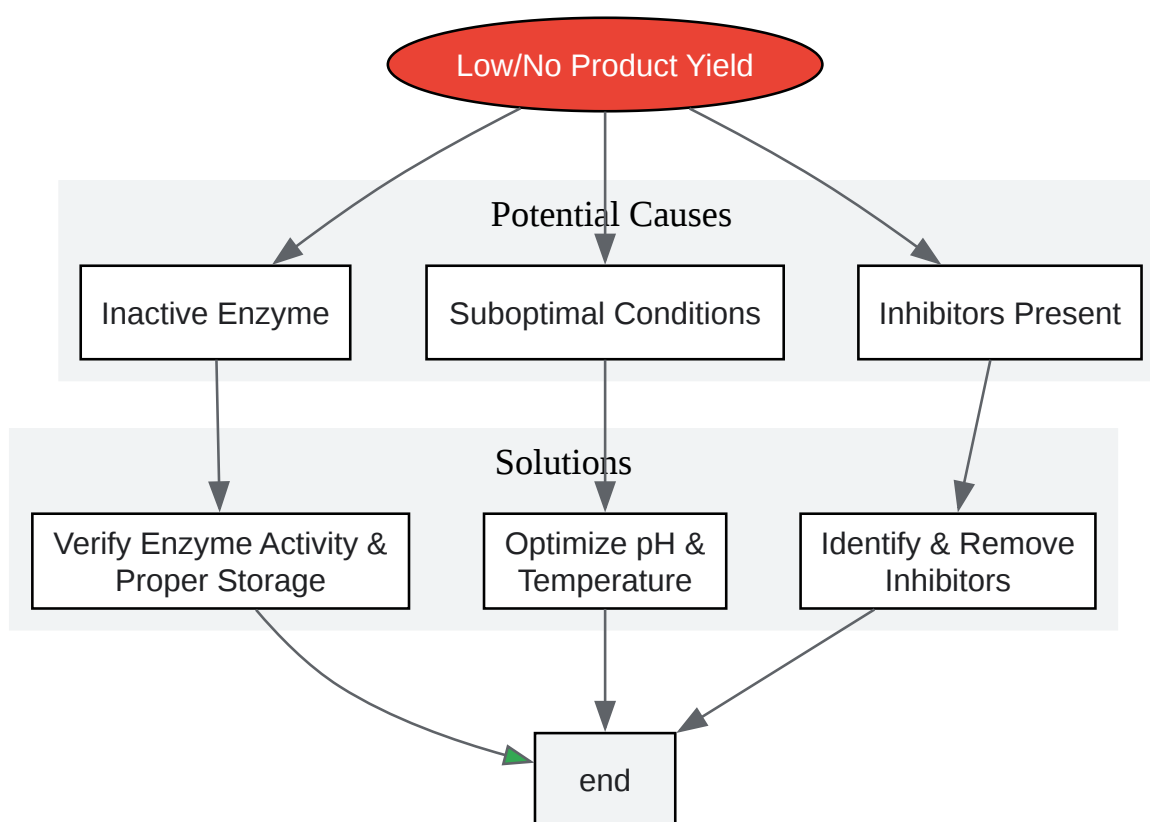 Low/No Product Yield
Potential Causes
Inactive Enzyme
Suboptimal Conditions
Inhibitors Present
Solutions
Verify Enzyme Activity &
Proper Storage
Optimize pH &
Temperature
Identify & Remove
Inhibitors
end